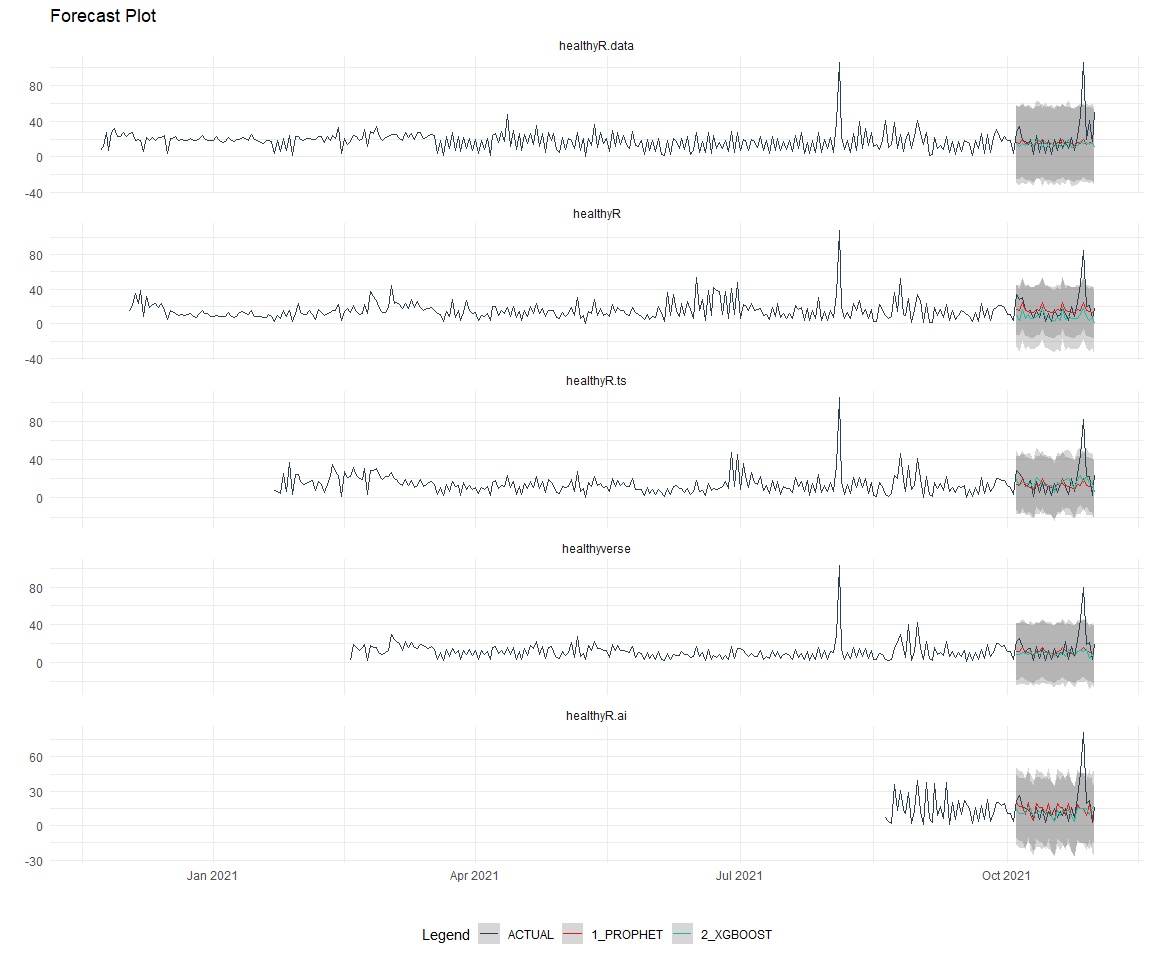 Forecast Plot
healthyR.data
80
40
0
-40
healthyR
80
40
0
-40
healthyR.ts
80
40
0
healthyverse
80
40
0
healthyR.ai
60
30
0
-30
Jan 2021 Apr 2021 Jul 2021 Oct 2021
Legend ACTUAL 1_PROPHET 2_XGBOOST